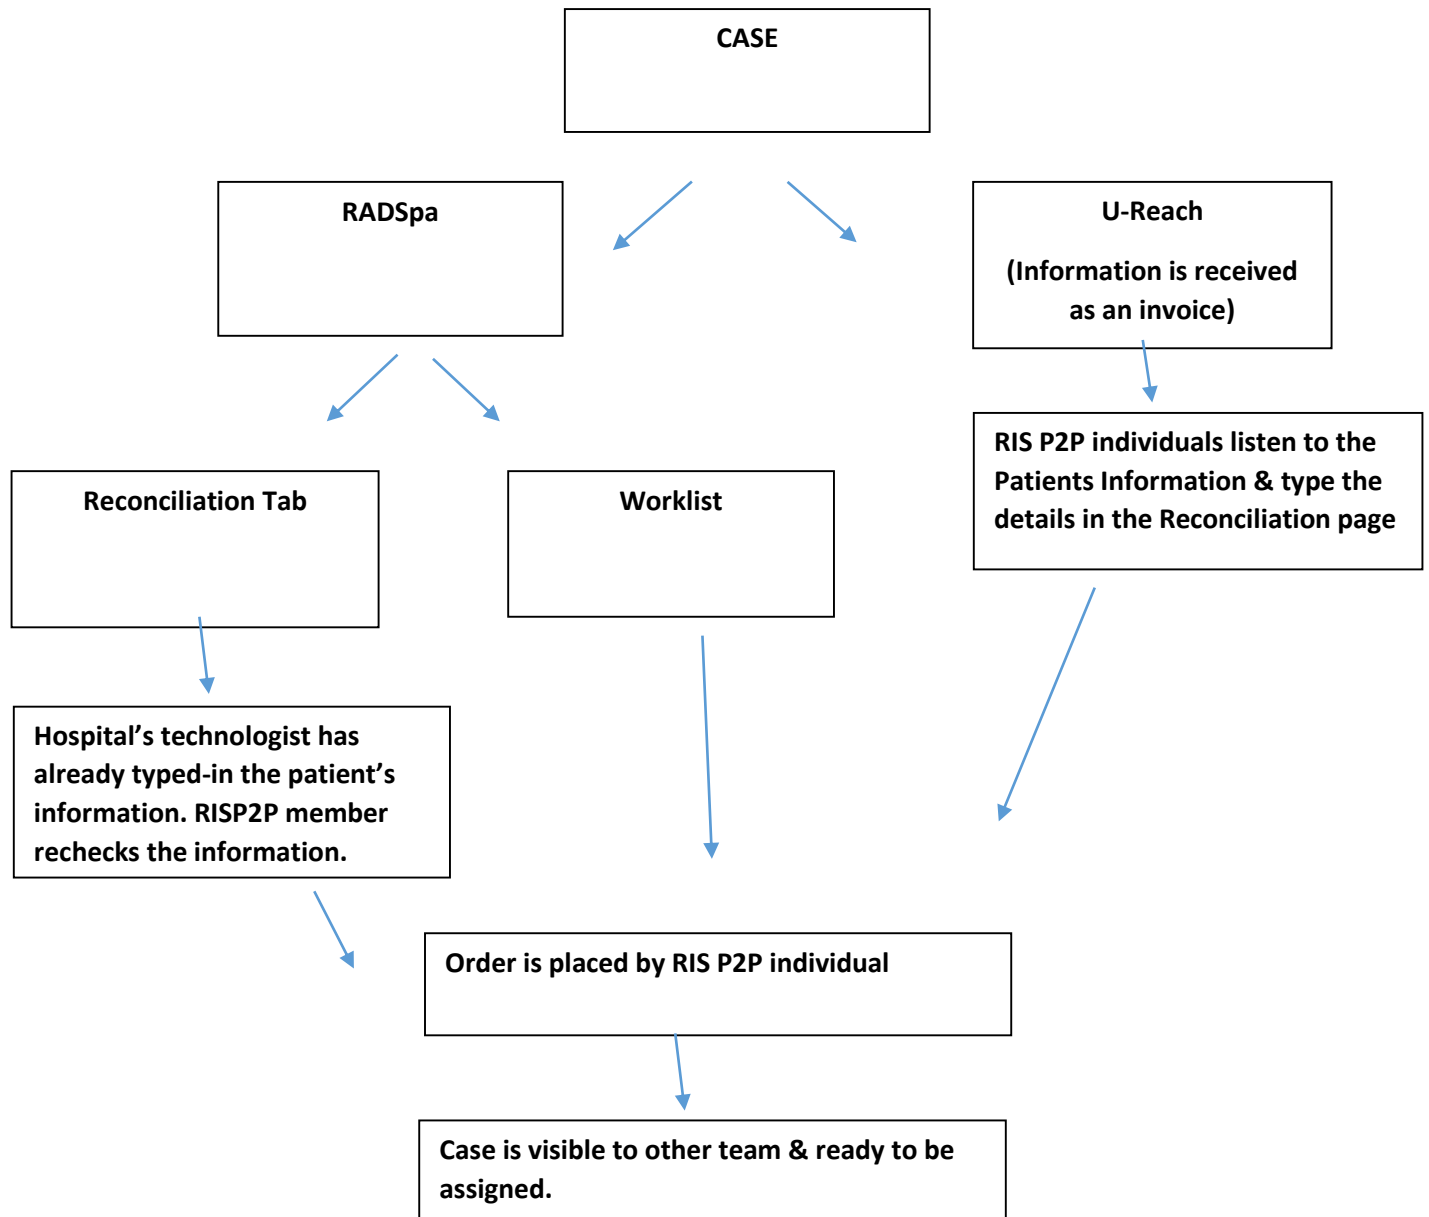 CASE
RADSpa
U-Reach
(Information is received
as an invoice)
RIS P2P individuals listen to the
Patients Information & type the
details in the Reconciliation page
Reconciliation Tab
Worklist
Hospital’s technologist has
already typed-in the patient’s
information. RISP2P member
rechecks the information.
Order is placed by RIS P2P individual
Case is visible to other team & ready to be
assigned.